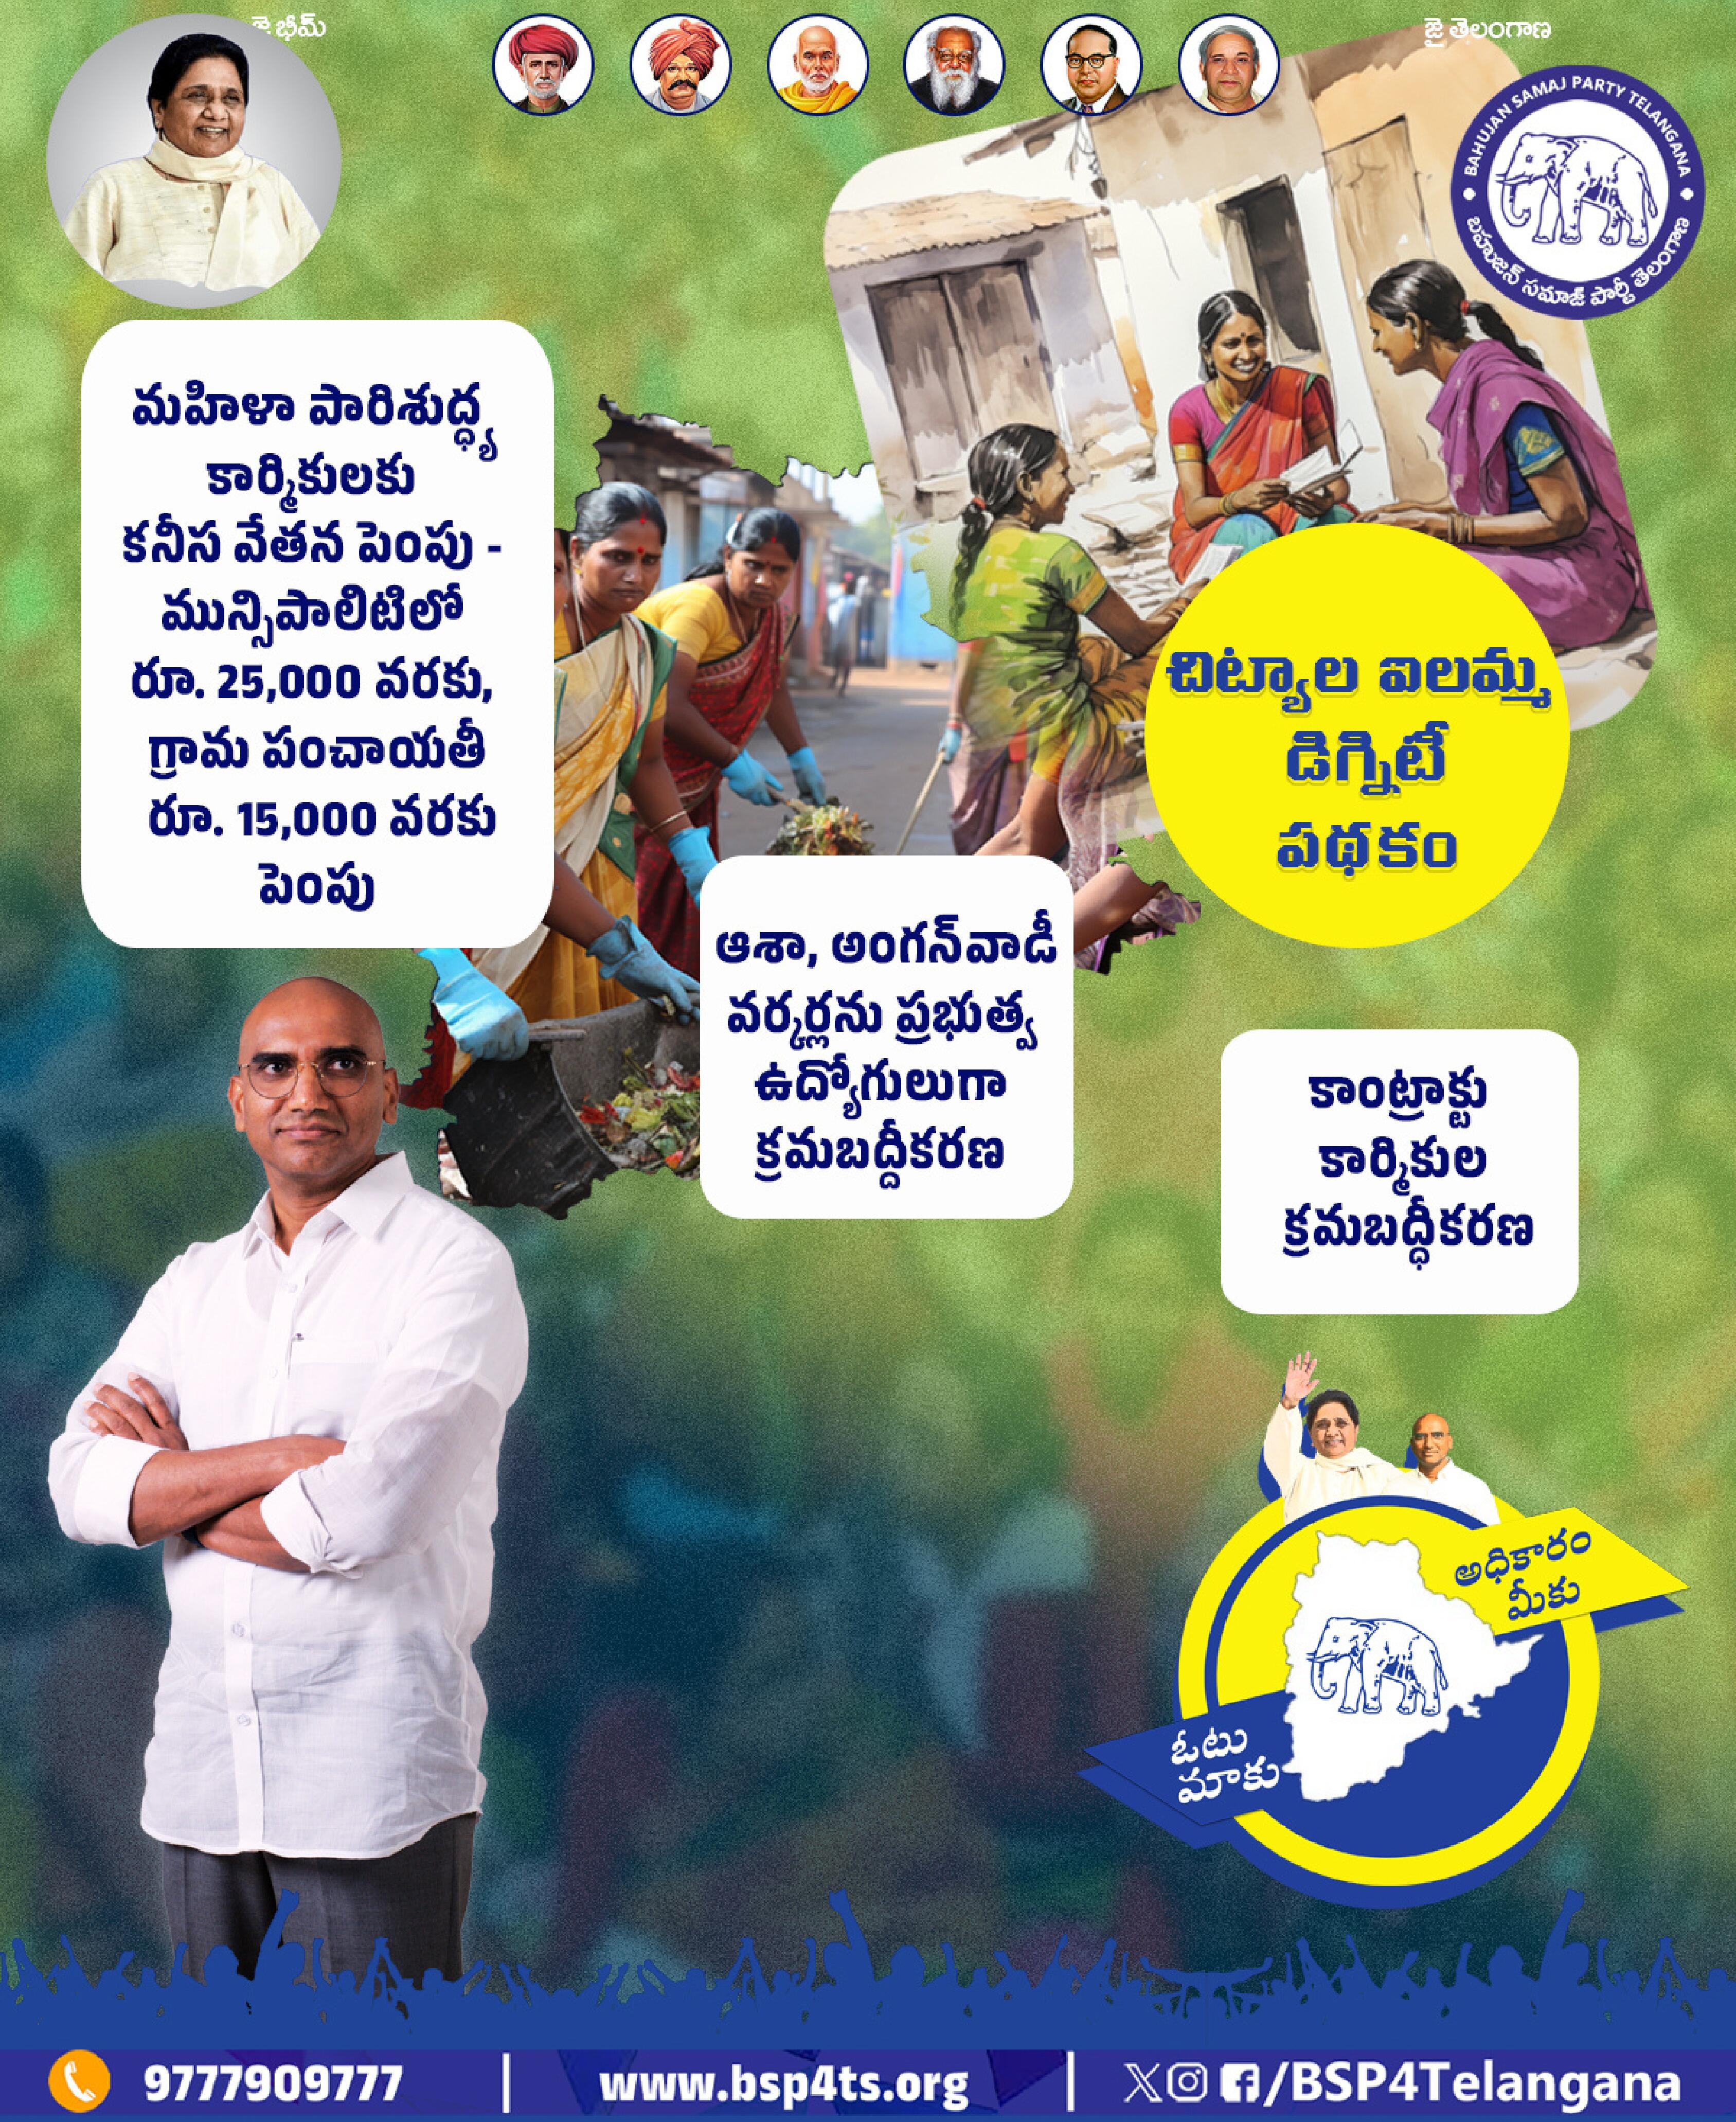 జై భీమ్
జై తెలంగాణ
BAHUJAN SAMAJ PARTY TELANGANA
బహుజన్ సమాజ్ పార్టీ తెలంగాణ
మహిళా పారిశుద్ధ్య
కార్మికులకు
కనీస వేతన పెంపు -
మున్సిపాలిటిలో
రూ. 25,000 వరకు,
గ్రామ పంచాయతీ
రూ. 15,000 వరకు
పెంపు
చిట్యాల ఐలమ్మ
డిగ్నిటీ
పథకం
ఆశా, అంగన్‌వాడీ
వర్కర్లను ప్రభుత్వ
ఉద్యోగులుగా
క్రమబద్దీకరణ
కాంట్రాక్టు
కార్మికుల
క్రమబద్ధీకరణ
అధికారం
మీకు
ఓటు
మాకు
9777909777 | www.bsp4ts.org | /BSP4Telangana